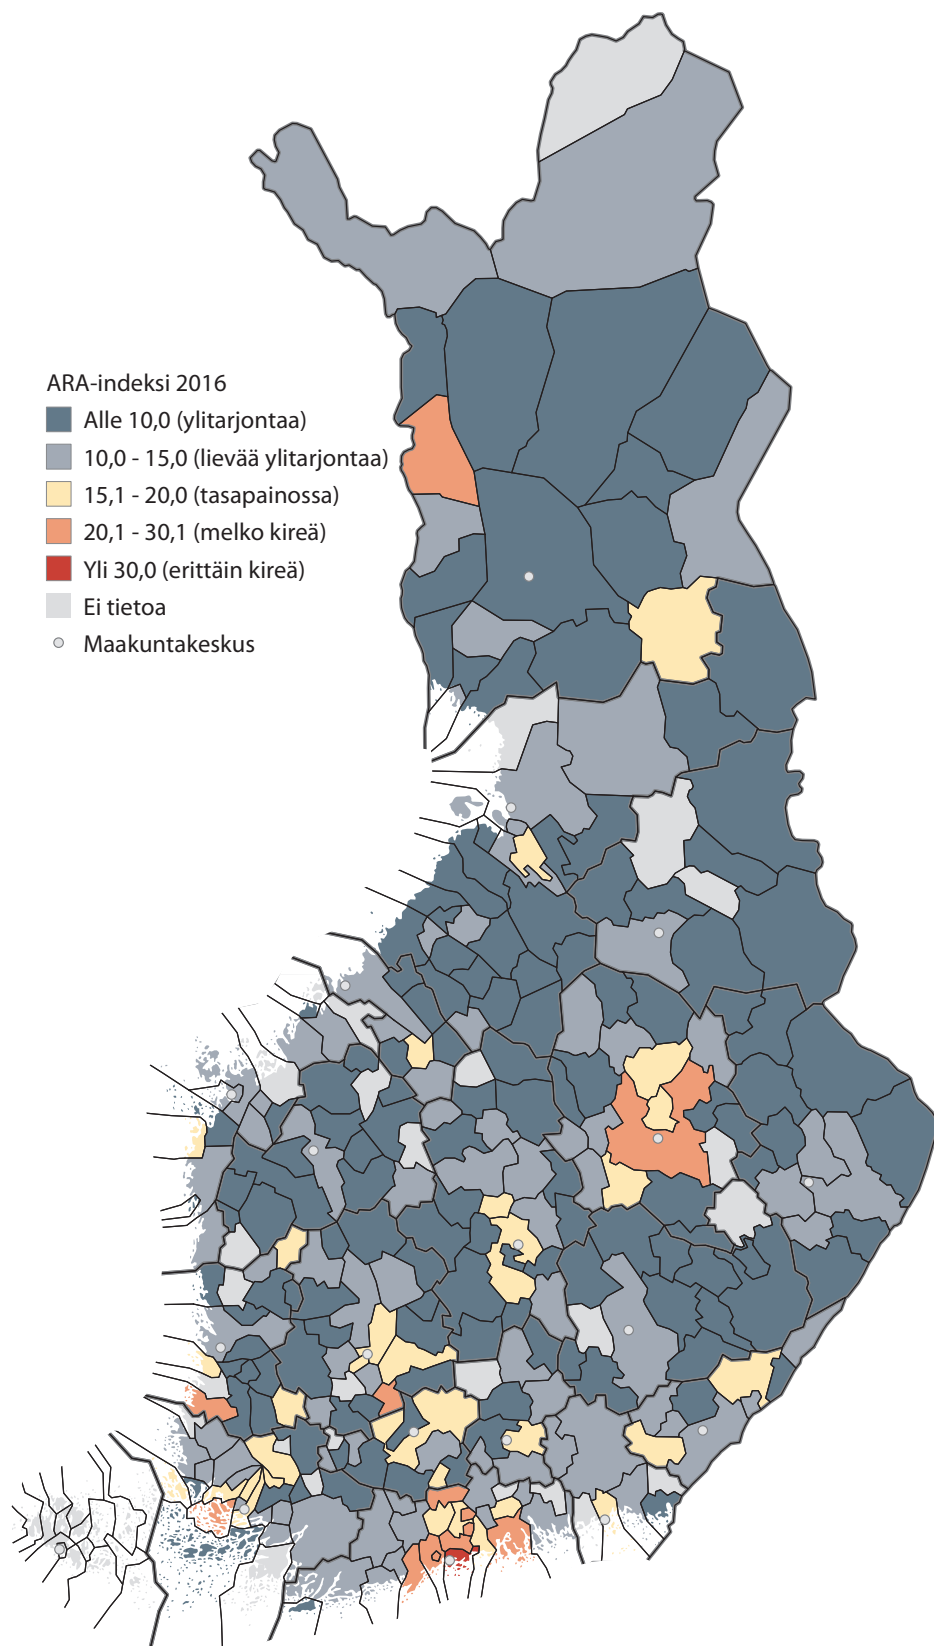 ARA-indeksi 2016
Alle 10,0 (ylitarjontaa)
10,0 - 15,0 (lievää ylitarjontaa)
15,1 - 20,0 (tasapainossa)
20,1 - 30,1 (melko kireä)
Yli 30,0 (erittäin kireä)
Ei tietoa
Maakuntakeskus